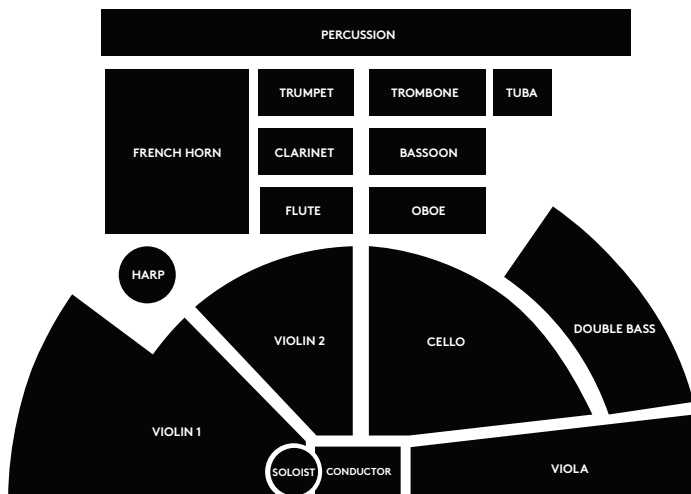 PERCUSSION
TRUMPET
TROMBONE
TUBA
FRENCH HORN
CLARINET
BASSOON
FLUTE
OBOE
HARP
DOUBLE BASS
VIOLIN 2
CELLO
VIOLIN 1
SOLOIST
CONDUCTOR
VIOLA